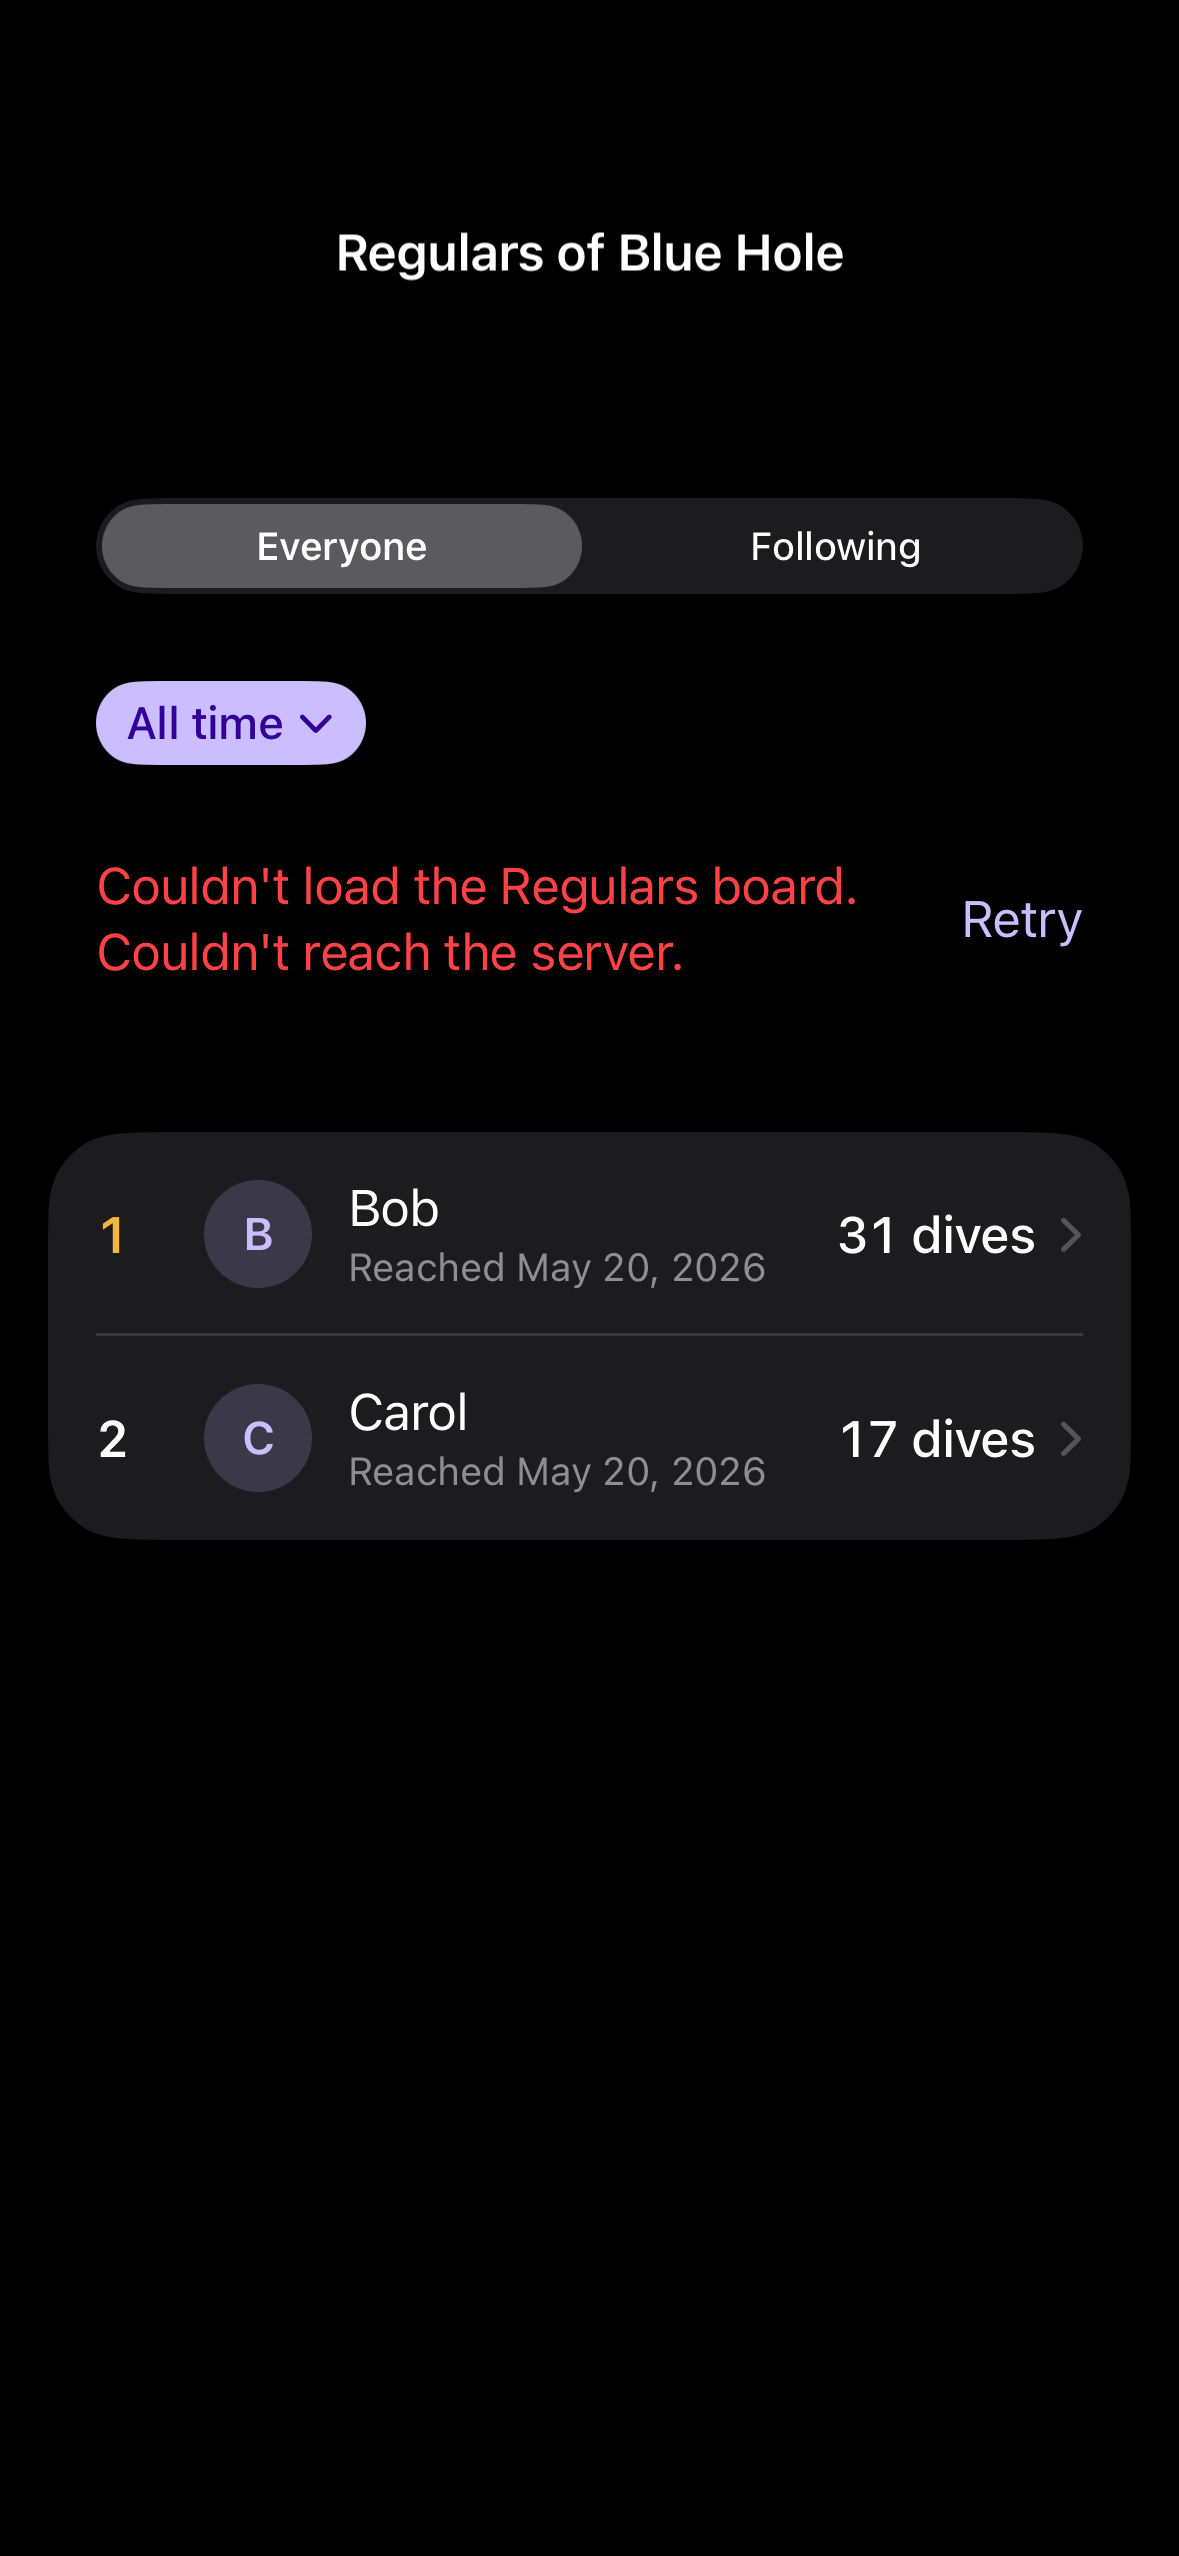 Regulars of Blue Hole
Everyone
Following
All time
Couldn't load the Regulars board.
Couldn't reach the server.
Retry
1
B
Bob
Reached May 20, 2026
31 dives
2
C
Carol
Reached May 20, 2026
17 dives